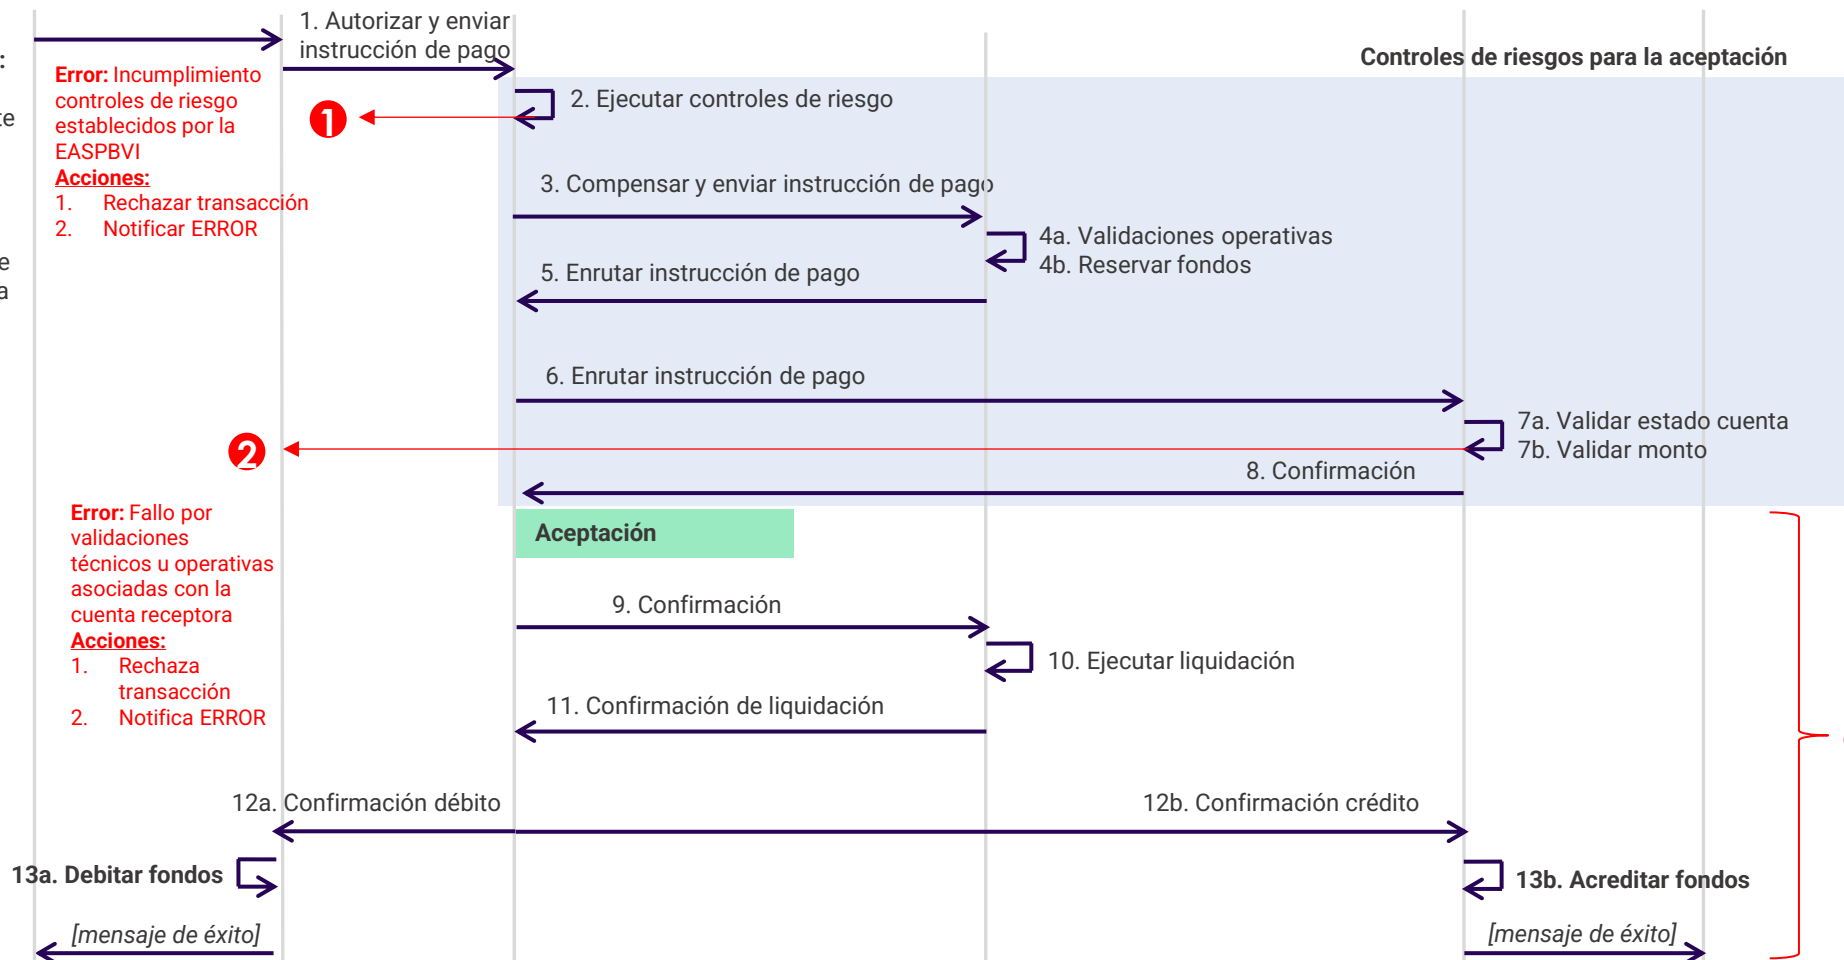 1. Autorizar y enviar
instrucción de pago
:
Controles de riesgos para la aceptación
Error: Incumplimiento
controles de riesgo
establecidos por la
EASPBVI
Acciones:
1. Rechazar transacción
2. Notificar ERROR
1
2. Ejecutar controles de riesgo
3. Compensar y enviar instrucción de pago
4a. Validaciones operativas
4b. Reservar fondos
5. Enrutar instrucción de pago
e
a
6. Enrutar instrucción de pago
7a. Validar estado cuenta
7b. Validar monto
2
8. Confirmación
Error: Fallo por
validaciones
técnicos u operativas
asociadas con la
cuenta receptora
Acciones:
1. Rechaza
transacción
2. Notifica ERROR
Aceptación
9. Confirmación
10. Ejecutar liquidación
11. Confirmación de liquidación
12a. Confirmación débito
12b. Confirmación crédito
13a. Debitar fondos
13b. Acreditar fondos
[mensaje de éxito]
[mensaje de éxito]